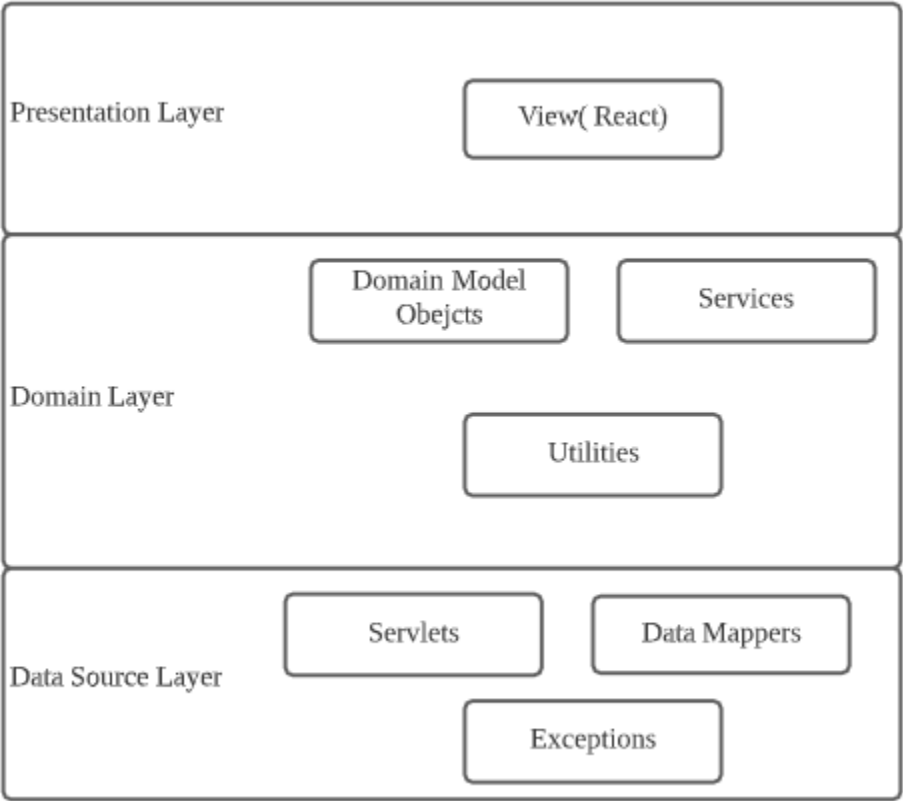 Presentation Layer
View( React)
Domain Model
Obejcts
Services
Domain Layer
Utilities
Servlets
Data Mappers
Data Source Layer
Exceptions